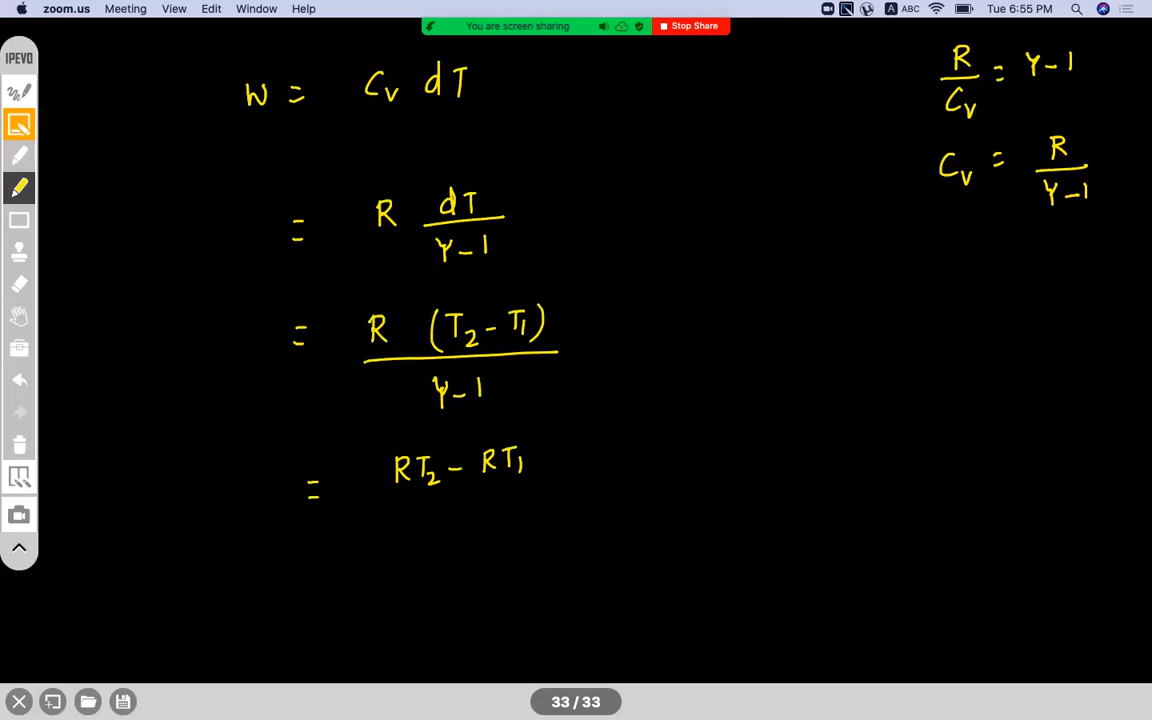 zoom.us Meeting View Edit Window Help ABC Tue 6:55 PM
You are screen sharing Stop Share
IPEVO
W = Cv dT
R/Cv = γ-1
Cv = R/γ-1
= R dT/γ-1
= R (T2 - T1)/γ-1
= RT2 - RT1
33 / 33